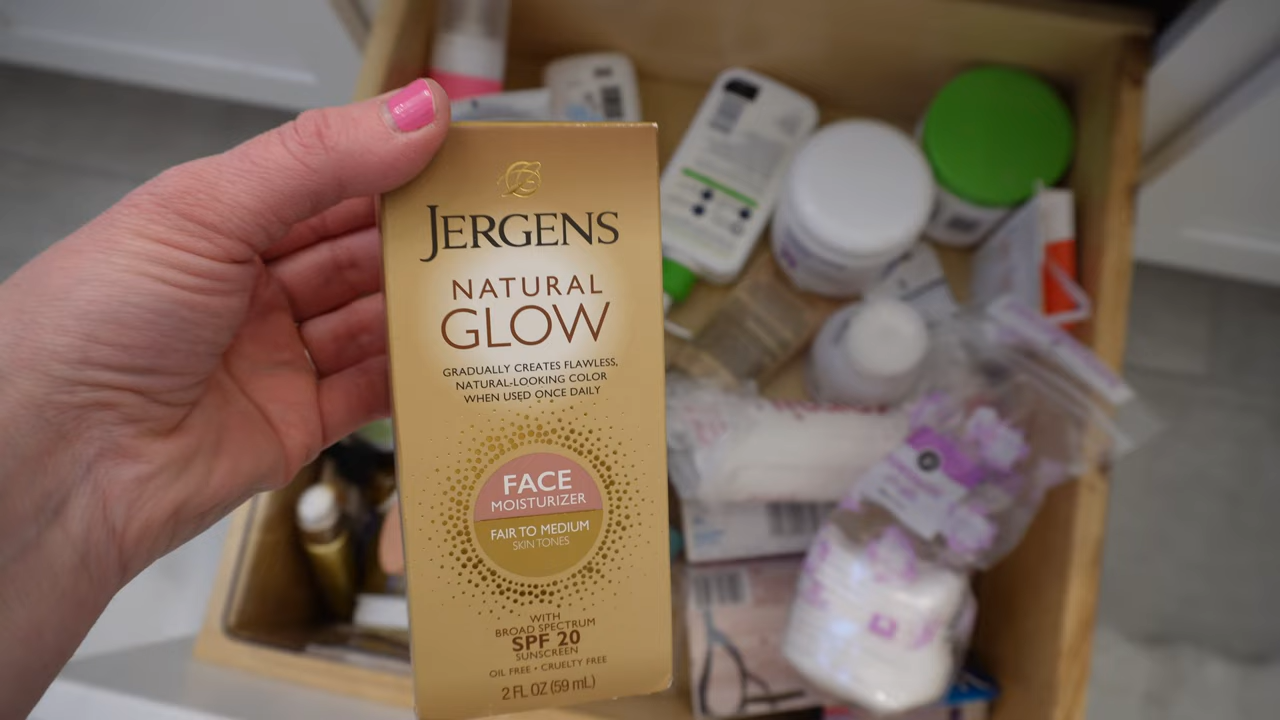 JERGENS
NATURAL
GLOW
GRADUALLY CREATES FLAWLESS,
NATURAL-LOOKING COLOR
WHEN USED ONCE DAILY
FACE
MOISTURIZER
FAIR TO MEDIUM
SKIN TONES
WITH
BROAD SPECTRUM
SPF 20
SUNSCREEN
OIL FREE • CRUELTY FREE
2 FL OZ (59 mL)